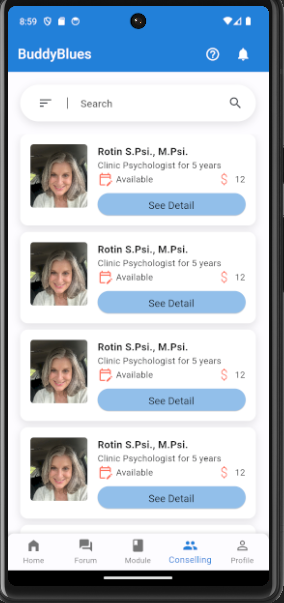 8:59
BuddyBlues
Search
Rotin S.Psi., M.Psi.
Clinic Psychologist for 5 years
Available $ 12
See Detail
Rotin S.Psi., M.Psi.
Clinic Psychologist for 5 years
Available $ 12
See Detail
Rotin S.Psi., M.Psi.
Clinic Psychologist for 5 years
Available $ 12
See Detail
Rotin S.Psi., M.Psi.
Clinic Psychologist for 5 years
Available $ 12
See Detail
Home Forum Module Conselling Profile